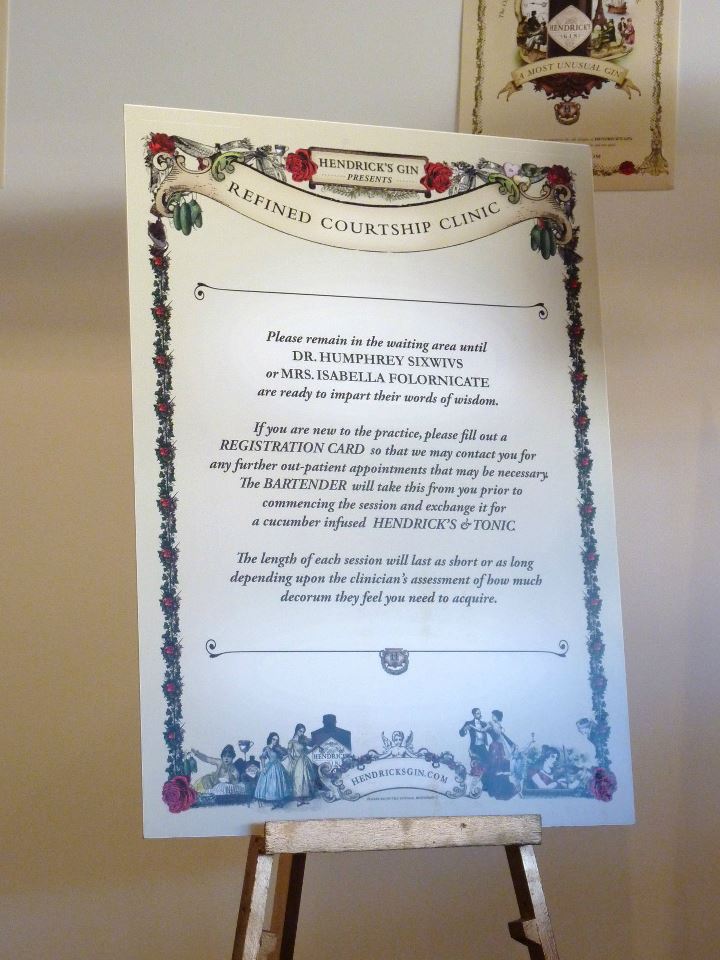 HENDRICK'S
GIN
A MOST UNUSUAL GIN
HENDRICK'S GIN
PRESENTS
REFINED COURTSHIP CLINIC
Please remain in the waiting area until
DR. HUMPHREY SIXWIVS
or MRS. ISABELLA FOLORNICATE
are ready to impart their words of wisdom.
If you are new to the practice, please fill out a
REGISTRATION CARD so that we may contact you for
any further out-patient appointments that may be necessary.
The BARTENDER will take this from you prior to
commencing the session and exchange it for
a cucumber infused HENDRICK'S & TONIC
The length of each session will last as short or as long
depending upon the clinician's assessment of how much
decorum they feel you need to acquire.
H
HENDRICK'S
HENDRICKSGIN.COM